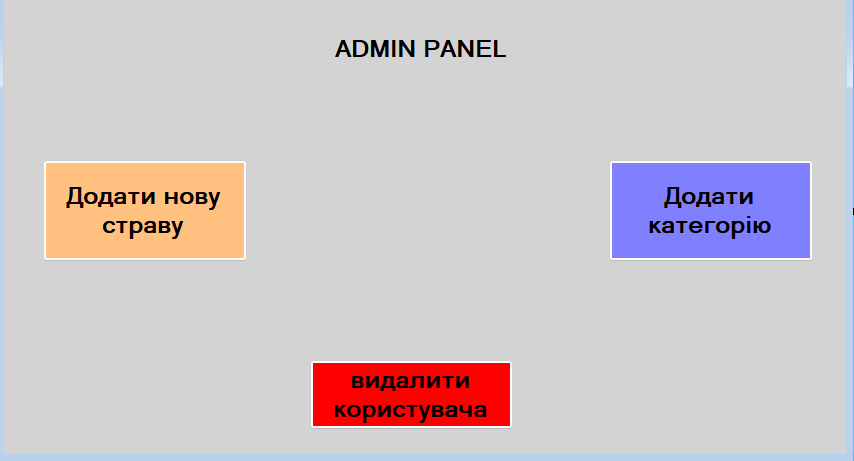 ADMIN PANEL
Додати нову
страву
Додати
категорію
видалити
користувача